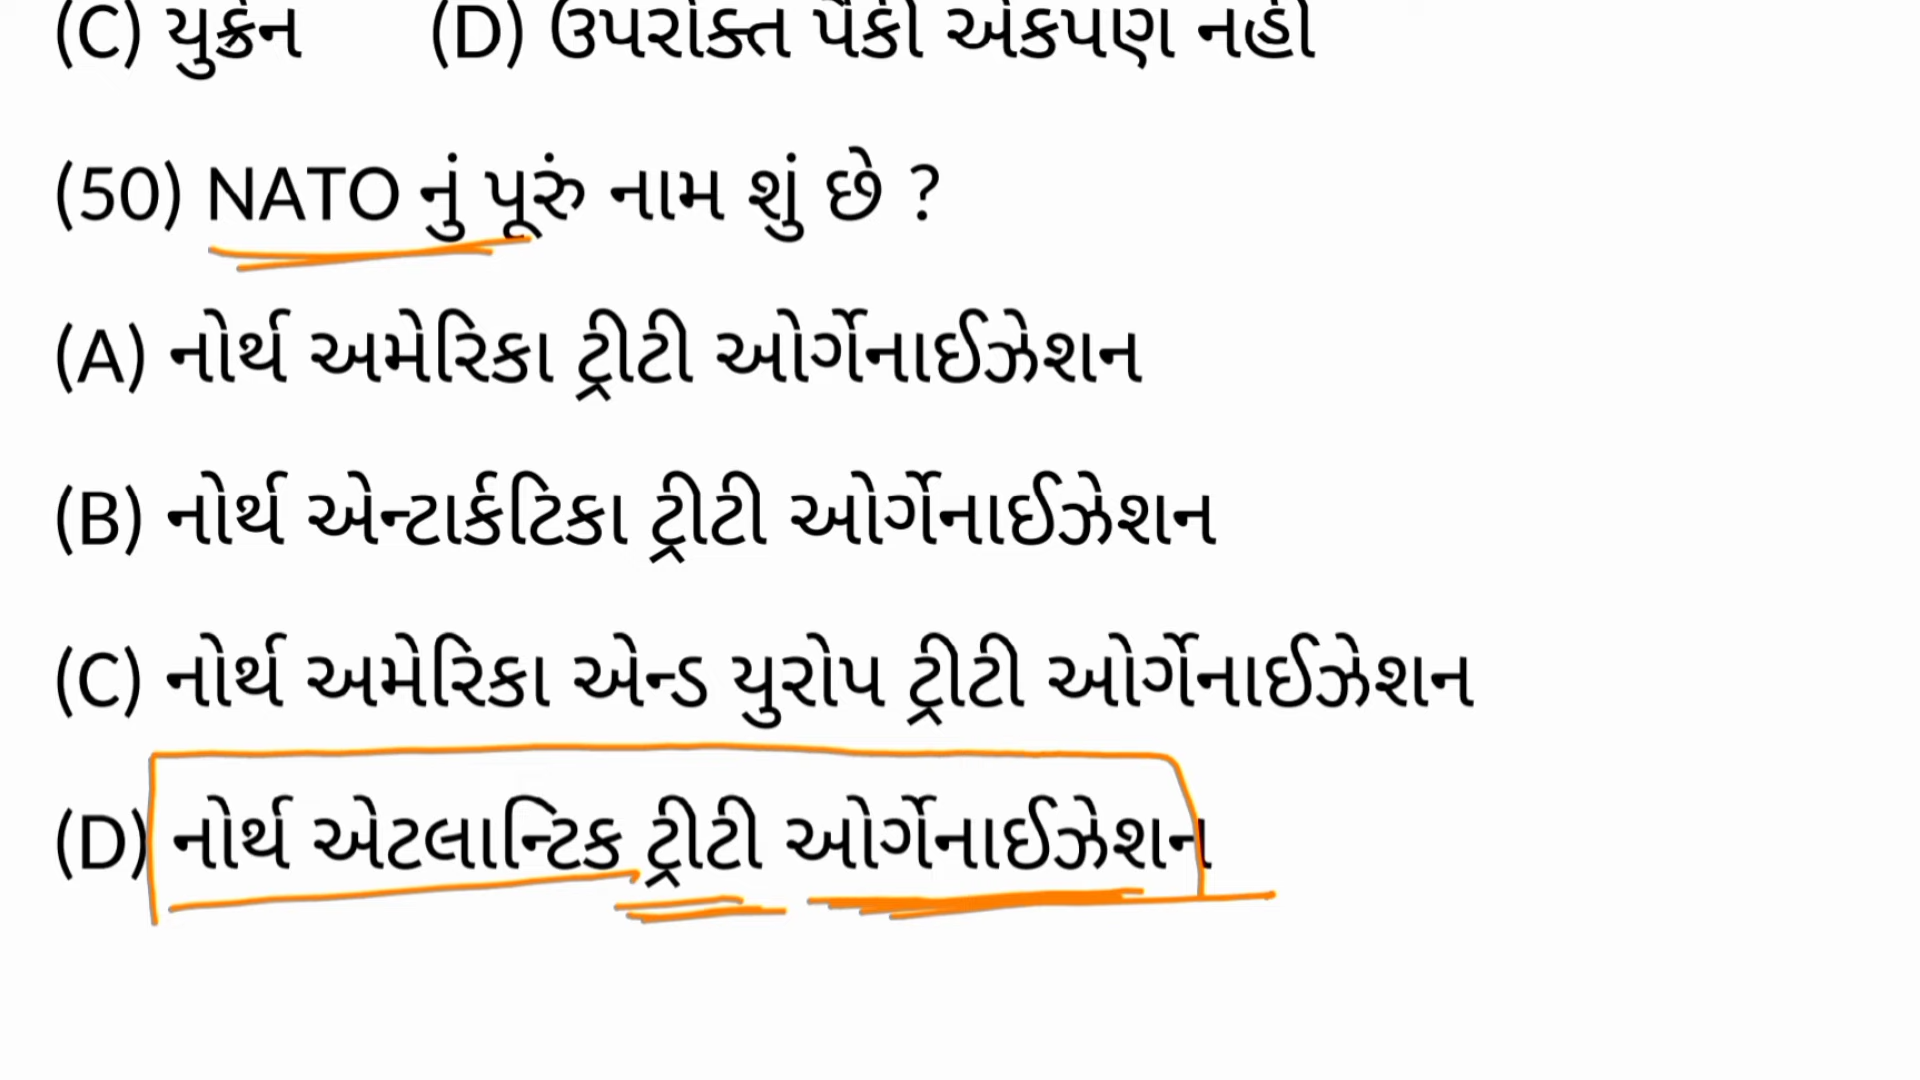 (C) યુક્રેન (D) ઉપરોક્ત પૈકી એકપણ નહીં
(50) NATO નું પૂરું નામ શું છે ?
(A) નોર્થ અમેરિકા ટ્રીટી ઓર્ગેનાઈઝેશન
(B) નોર્થ એન્ટાર્કટિકા ટ્રીટી ઓર્ગેનાઈઝેશન
(C) નોર્થ અમેરિકા એન્ડ યુરોપ ટ્રીટી ઓર્ગેનાઈઝેશન
(D) નોર્થ એટલાન્ટિક ટ્રીટી ઓર્ગેનાઈઝેશન